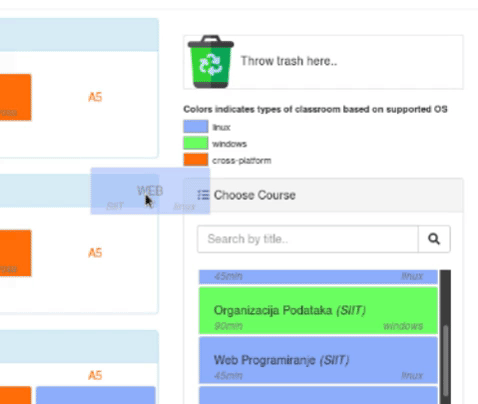 Throw trash here..
Colors indicates types of classroom based on supported OS
linux
windows
cross-platform
A5
WEB
SIIT
linux
Choose Course
A5
Search by title..
45min linux
Organizacija Podataka (SIIT)
90min windows
Web Programiranje (SIIT)
45min linux
A5